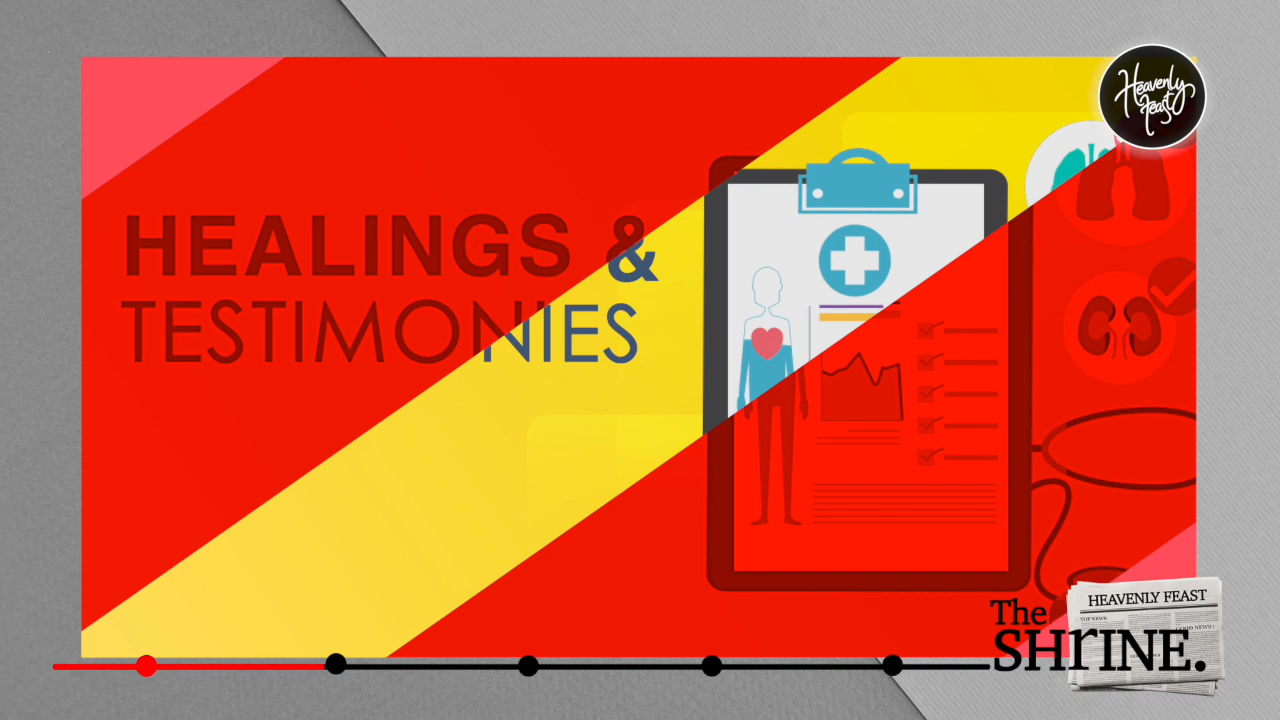 Heavenly
feast
HEALINGS &
TESTIMONIES
The
SHrINE.
HEAVENLY FEAST
TOP NEWS
GOOD NEWS!